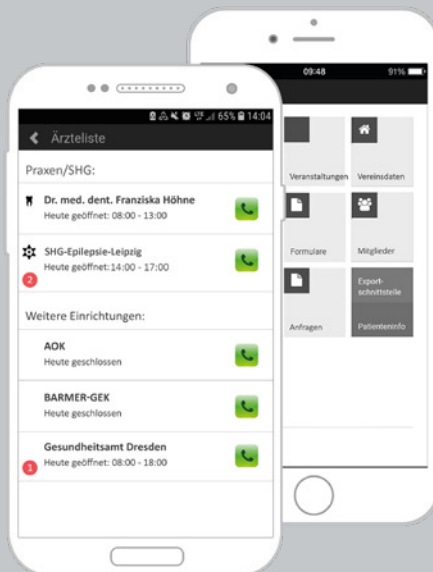 65% 14:04
Ärzteliste
Praxen/SHG:
Dr. med. dent. Franziska Höhne
Heute geöffnet: 08:00 - 13:00
SHG-Epilepsie-Leipzig
Heute geöffnet:14:00 - 17:00
2
Weitere Einrichtungen:
AOK
Heute geschlossen
BARMER-GEK
Heute geschlossen
Gesundheitsamt Dresden
Heute geöffnet: 08:00 - 18:00
1
09:48 91%
Veranstaltungen Vereinsdaten
Formulare Mitglieder
Export-
schnittstelle
Anfragen Patienteninfo